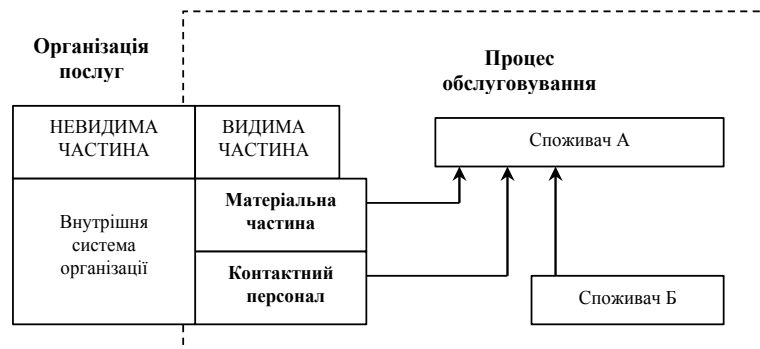 Організація
послуг
Процес
обслуговування
НЕВИДИМА
ЧАСТИНА
ВИДИМА
ЧАСТИНА
Споживач А
Внутрішня
система
організації
Матеріальна
частина
Контактний
персонал
Споживач Б